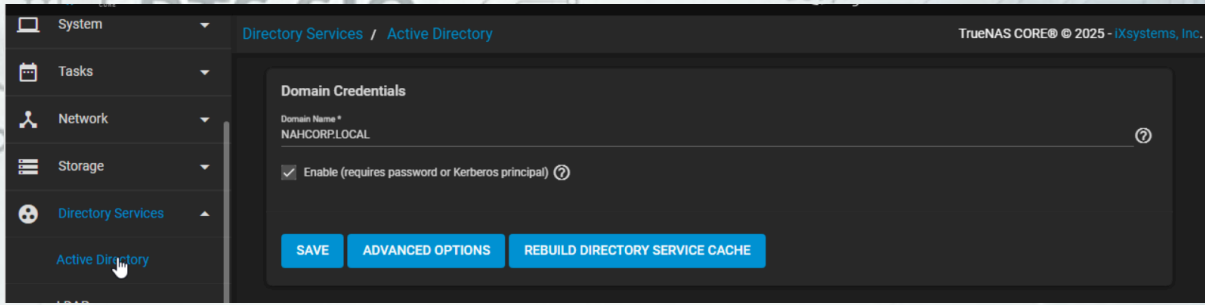 System
Directory Services / Active Directory
TrueNAS CORE® © 2025 - iXsystems, Inc.
Tasks
Network
Storage
Directory Services
Active Directory
Domain Credentials
Domain Name *
NAHCORP.LOCAL
Enable (requires password or Kerberos principal)
SAVE
ADVANCED OPTIONS
REBUILD DIRECTORY SERVICE CACHE